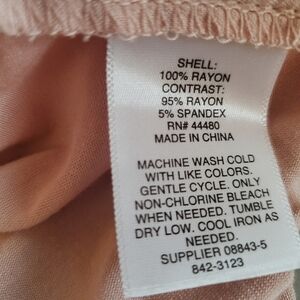 SHELL:
100% RAYON
CONTRAST:
95% RAYON
5% SPANDEX
RN# 44480
MADE IN CHINA
MACHINE WASH COLD
WITH LIKE COLORS.
GENTLE CYCLE. ONLY
NON-CHLORINE BLEACH
WHEN NEEDED. TUMBLE
DRY LOW. COOL IRON AS
NEEDED.
SUPPLIER 08843-5
842-3123